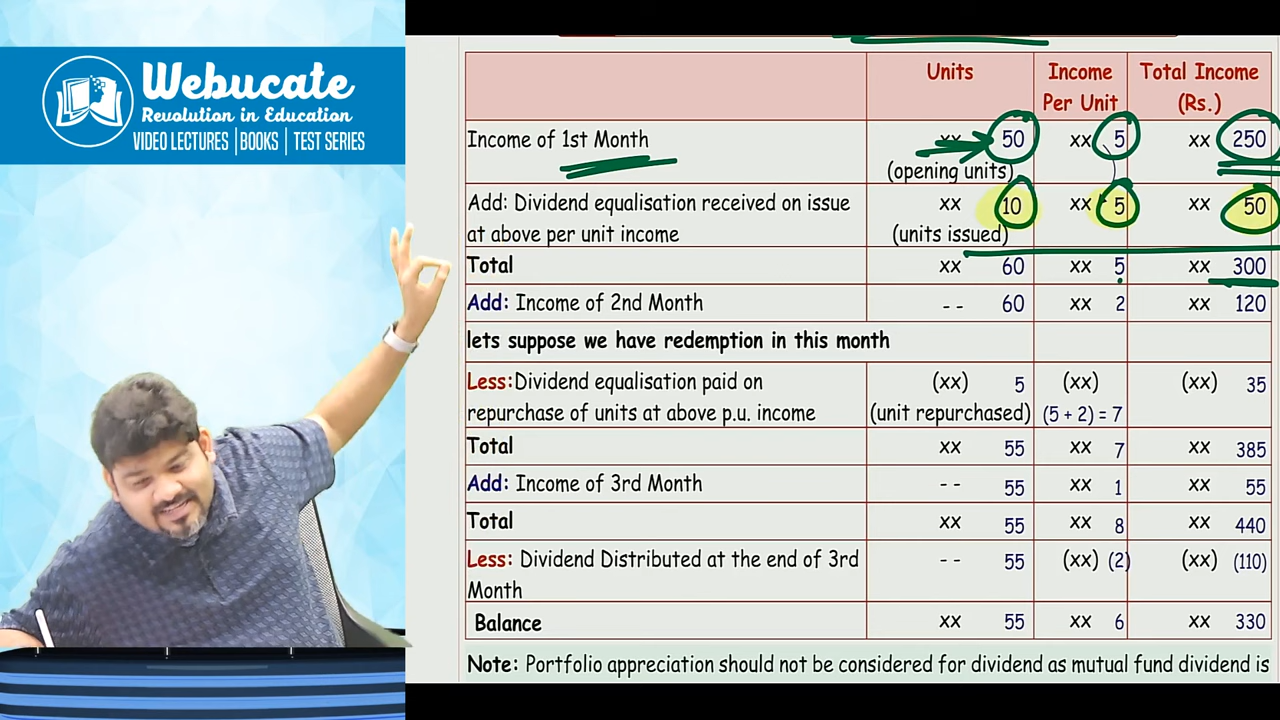 Webucate
Revolution in Education
VIDEO LECTURES |BOOKS | TEST SERIES
Units Income Per Unit Total Income (Rs.)
Income of 1st Month xx 50 (opening units) xx 5 xx 250
Add: Dividend equalisation received on issue at above per unit income xx 10 (units issued) xx 5 xx 50
Total xx 60 xx 5 xx 300
Add: Income of 2nd Month -- 60 xx 2 xx 120
lets suppose we have redemption in this month
Less:Dividend equalisation paid on repurchase of units at above p.u. income (xx) 5 (unit repurchased) (xx) (5 + 2) = 7 (xx) 35
Total xx 55 xx 7 xx 385
Add: Income of 3rd Month -- 55 xx 1 xx 55
Total xx 55 xx 8 xx 440
Less: Dividend Distributed at the end of 3rd Month -- 55 (xx) (2) (xx) (110)
Balance xx 55 xx 6 xx 330
Note: Portfolio appreciation should not be considered for dividend as mutual fund dividend is